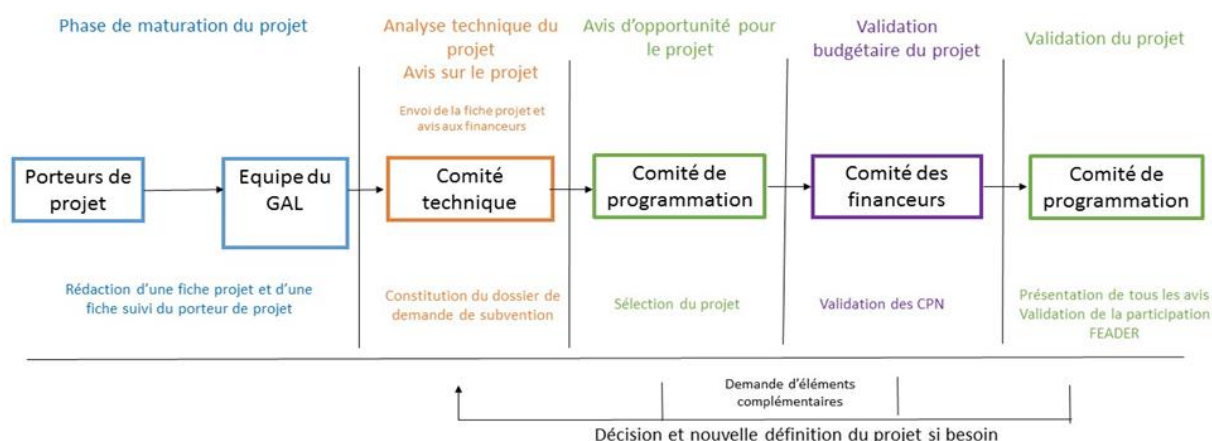 Phase de maturation du projet
Analyse technique du
projet
Avis sur le projet
Envoi de la fiche projet et
avis aux financeurs
Avis d'opportunité pour
le projet
Validation
budgétaire du projet
Validation du projet
Porteurs de
projet
Equipe du
GAL
Comité
technique
Comité de
programmation
Comité des
financeurs
Comité de
programmation
Rédaction d'une fiche projet et d'une
fiche suivi du porteur de projet
Constitution du dossier de
demande de subvention
Sélection du projet
Validation des CPN
Présentation de tous les avis
Validation de la participation
FEADER
Demande d'éléments
complémentaires
Décision et nouvelle définition du projet si besoin